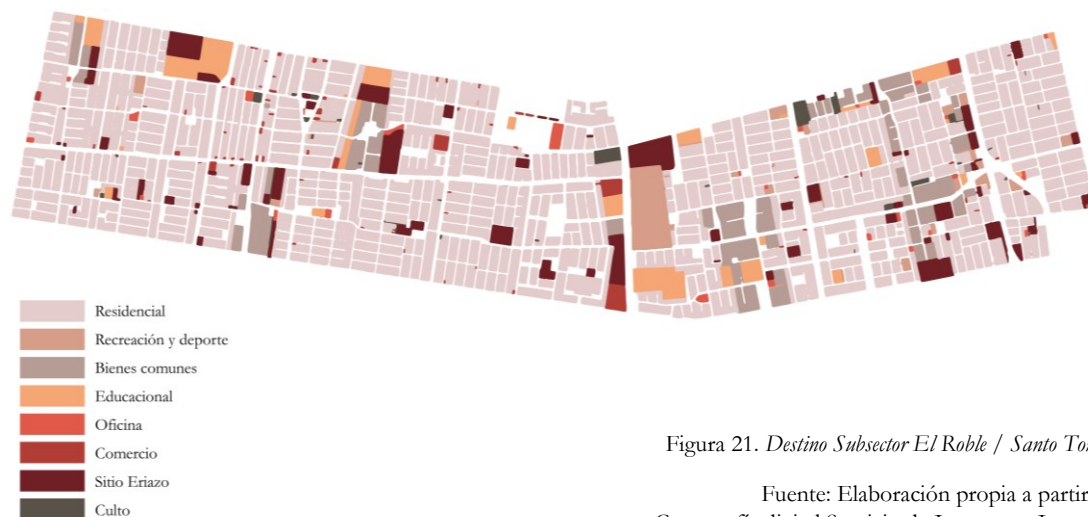 Residencial
Recreación y deporte
Bienes comunes
Educacional
Oficina
Comercio
Sitio Eriazo
Culto
Figura 21. Destino Subsector El Roble / Santo
Fuente: Elaboración propia a partir